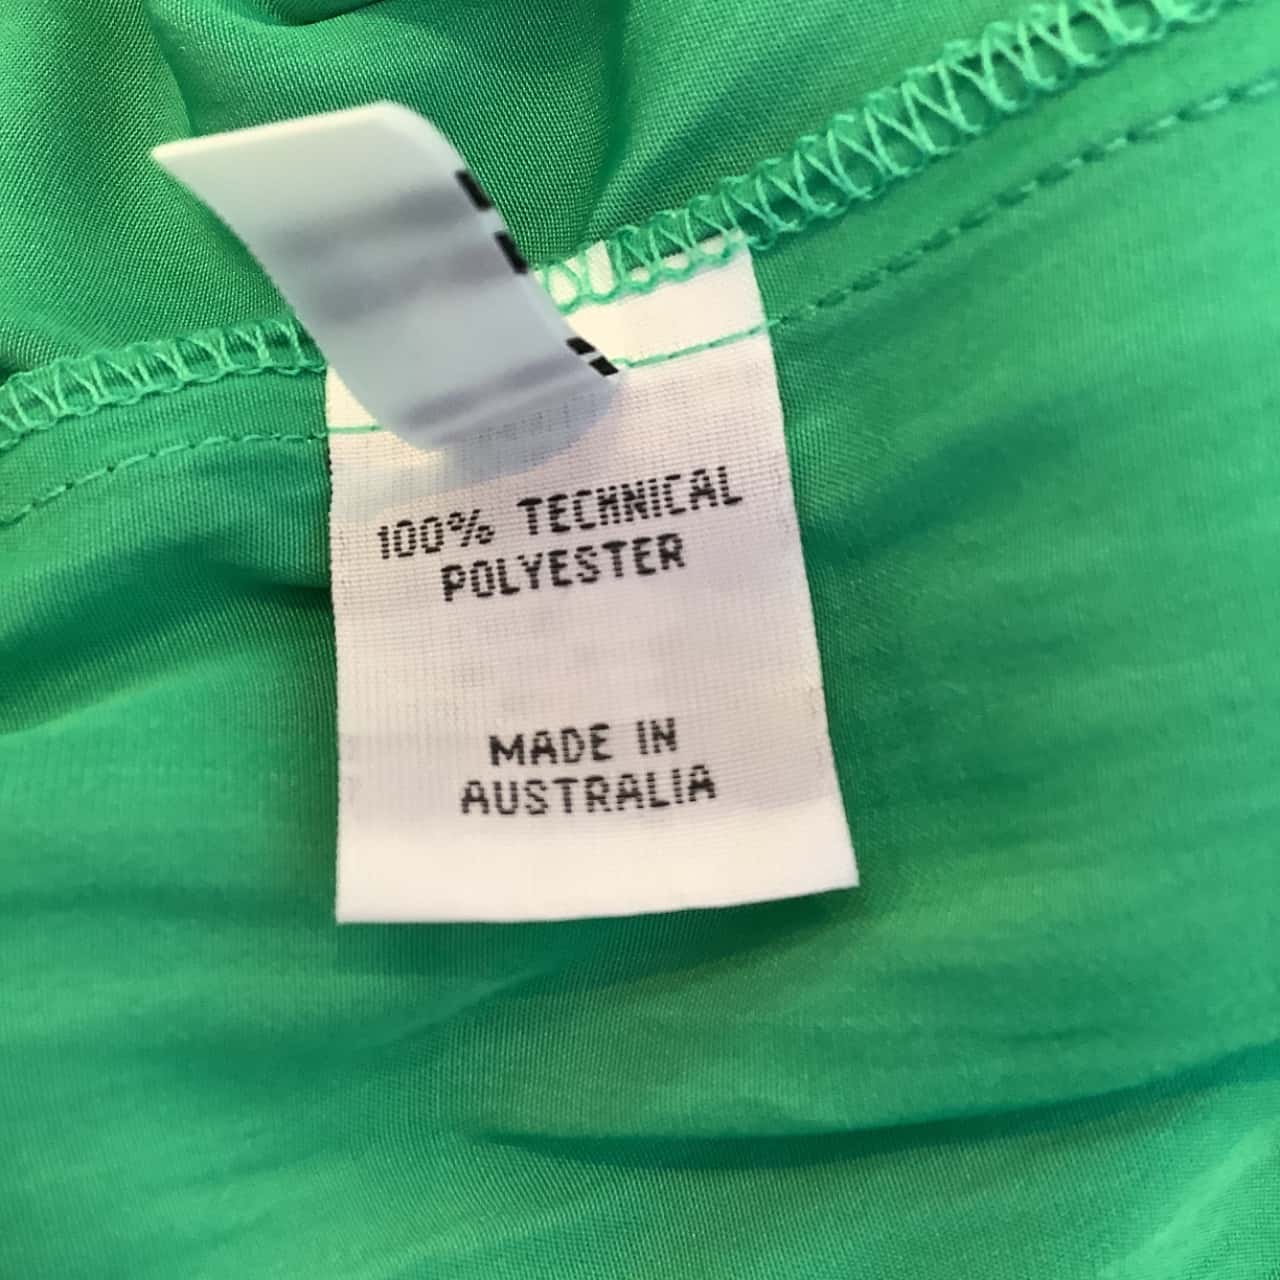 100% TECHNICAL
POLYESTER
MADE IN
AUSTRALIA